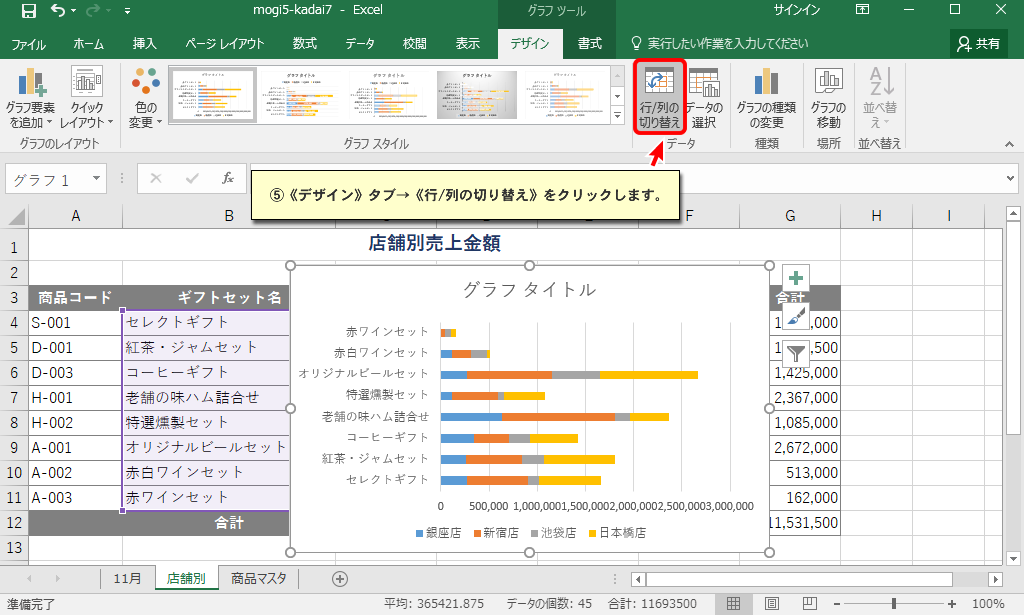 mogi5-kadai7 - Excel
グラフ ツール
サインイン
ファイル ホーム 挿入 ページ レイアウト 数式 データ 校閲 表示 デザイン 書式 実行したい作業を入力してください 共有
グラフ要素を追加
クイック レイアウト
色の変更
行/列の切り替え
データの選択
グラフの種類の変更
グラフの移動
並べ替え
グラフのレイアウト グラフ スタイル データ 種類 場所 並べ替え
グラフ 1
fx
⑤《デザイン》タブ→《行/列の切り替え》をクリックします。
A B F G H I
1 店舗別売上金額
2
3 商品コード ギフトセット名 合計
4 S-001 セレクトギフト
5 D-001 紅茶・ジャムセット
6 D-003 コーヒーギフト 1,425,000
7 H-001 老舗の味ハム詰合せ 2,367,000
8 H-002 特選燻製セット 1,085,000
9 A-001 オリジナルビールセット 2,672,000
10 A-002 赤白ワインセット 513,000
11 A-003 赤ワインセット 162,000
12 合計 11,531,500
13
グラフ タイトル
赤ワインセット
赤白ワインセット
オリジナルビールセット
特選燻製セット
老舗の味ハム詰合せ
コーヒーギフト
紅茶・ジャムセット
セレクトギフト
0 500,000 1,000,000 1,500,000 2,000,000 2,500,000 3,000,000
銀座店 新宿店 池袋店 日本橋店
11月 店舗別 商品マスタ
準備完了 平均: 365421.875 データの個数: 45 合計: 11693500 100%